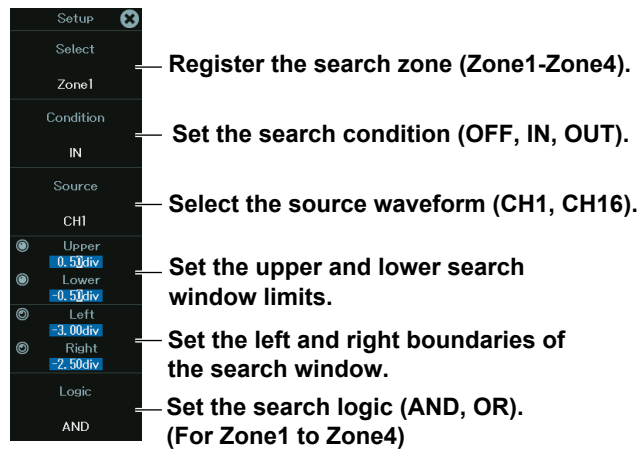 Setup
Select
Zone1
Register the search zone (Zone1-Zone4).
Condition
IN
Set the search condition (OFF, IN, OUT).
Source
CH1
Select the source waveform (CH1, CH16).
Upper
0.50div
Lower
-0.50div
Set the upper and lower search
window limits.
Left
-3.00div
Right
-2.50div
Set the left and right boundaries of
the search window.
Logic
AND
Set the search logic (AND, OR).
(For Zone1 to Zone4)